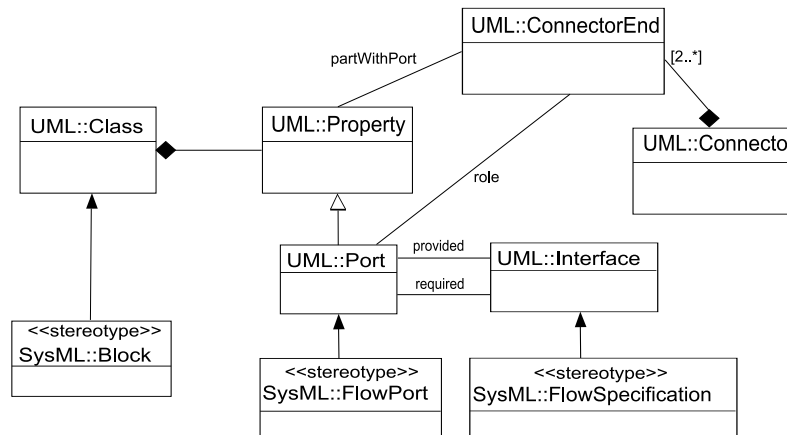 UML::ConnectorEnd
partWithPort
[2..*]
UML::Class
UML::Property
UML::Connecto
role
UML::Port
provided
UML::Interface
required
<<stereotype>>
SysML::Block
<<stereotype>>
SysML::FlowPort
<<stereotype>>
SysML::FlowSpecification